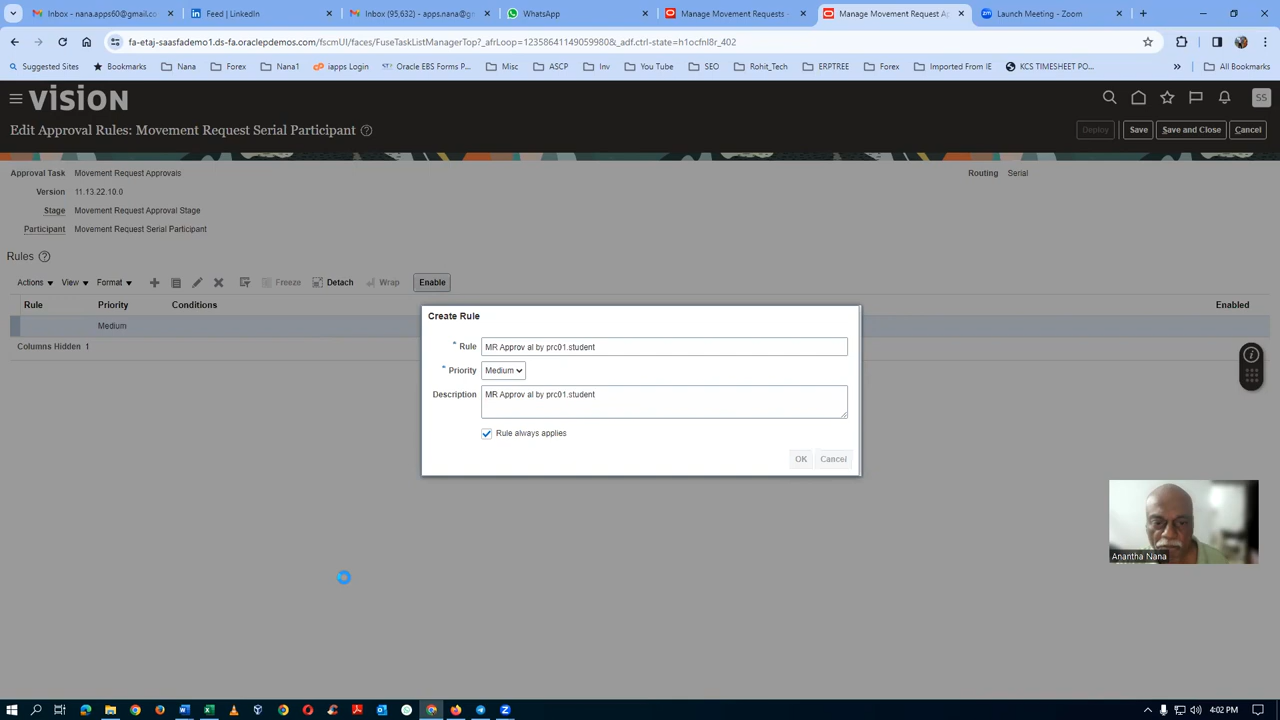 Inbox - nana.apps60@gmail.co
Feed | LinkedIn
Inbox (95,632) - apps.nana@g
WhatsApp
Manage Movement Requests -
Manage Movement Request Ap
Launch Meeting - Zoom
fa-etaj-saasfademo1.ds-fa.oraclepdemos.com/fscmUI/faces/FuseTaskListManagerTop?_afrLoop=12358641149059980&_adf.ctrl-state=h1ocfnl8r_402
Suggested Sites
Bookmarks
Nana
Forex
Nana1
iapps Login
Oracle EBS Forms P...
Misc
ASCP
Inv
You Tube
SEO
Rohit_Tech
ERPTREE
Forex
Imported From IE
KCS TIMESHEET PO...
All Bookmarks
VISION
SS
Edit Approval Rules: Movement Request Serial Participant
Deploy
Save
Save and Close
Cancel
Approval Task Movement Request Approvals
Routing Serial
Version 11.13.22.10.0
Stage Movement Request Approval Stage
Participant Movement Request Serial Participant
Rules
Actions
View
Format
Freeze
Detach
Wrap
Enable
Rule
Priority
Conditions
Enabled
Medium
Columns Hidden 1
Create Rule
* Rule MR Approv al by prc01.student
* Priority Medium
Description MR Approv al by prc01.student
Rule always applies
OK
Cancel
Anantha Nana
4:02 PM